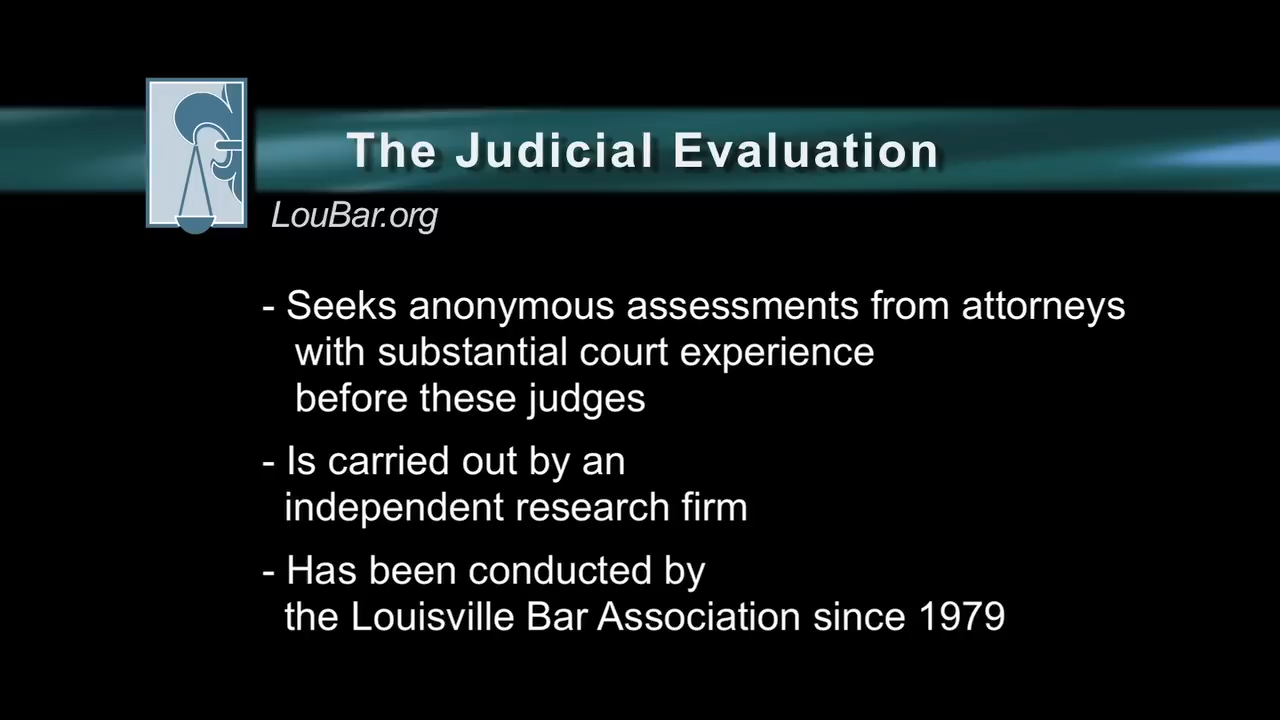 The Judicial Evaluation
LouBar.org
- Seeks anonymous assessments from attorneys
with substantial court experience
before these judges
- Is carried out by an
independent research firm
- Has been conducted by
the Louisville Bar Association since 1979